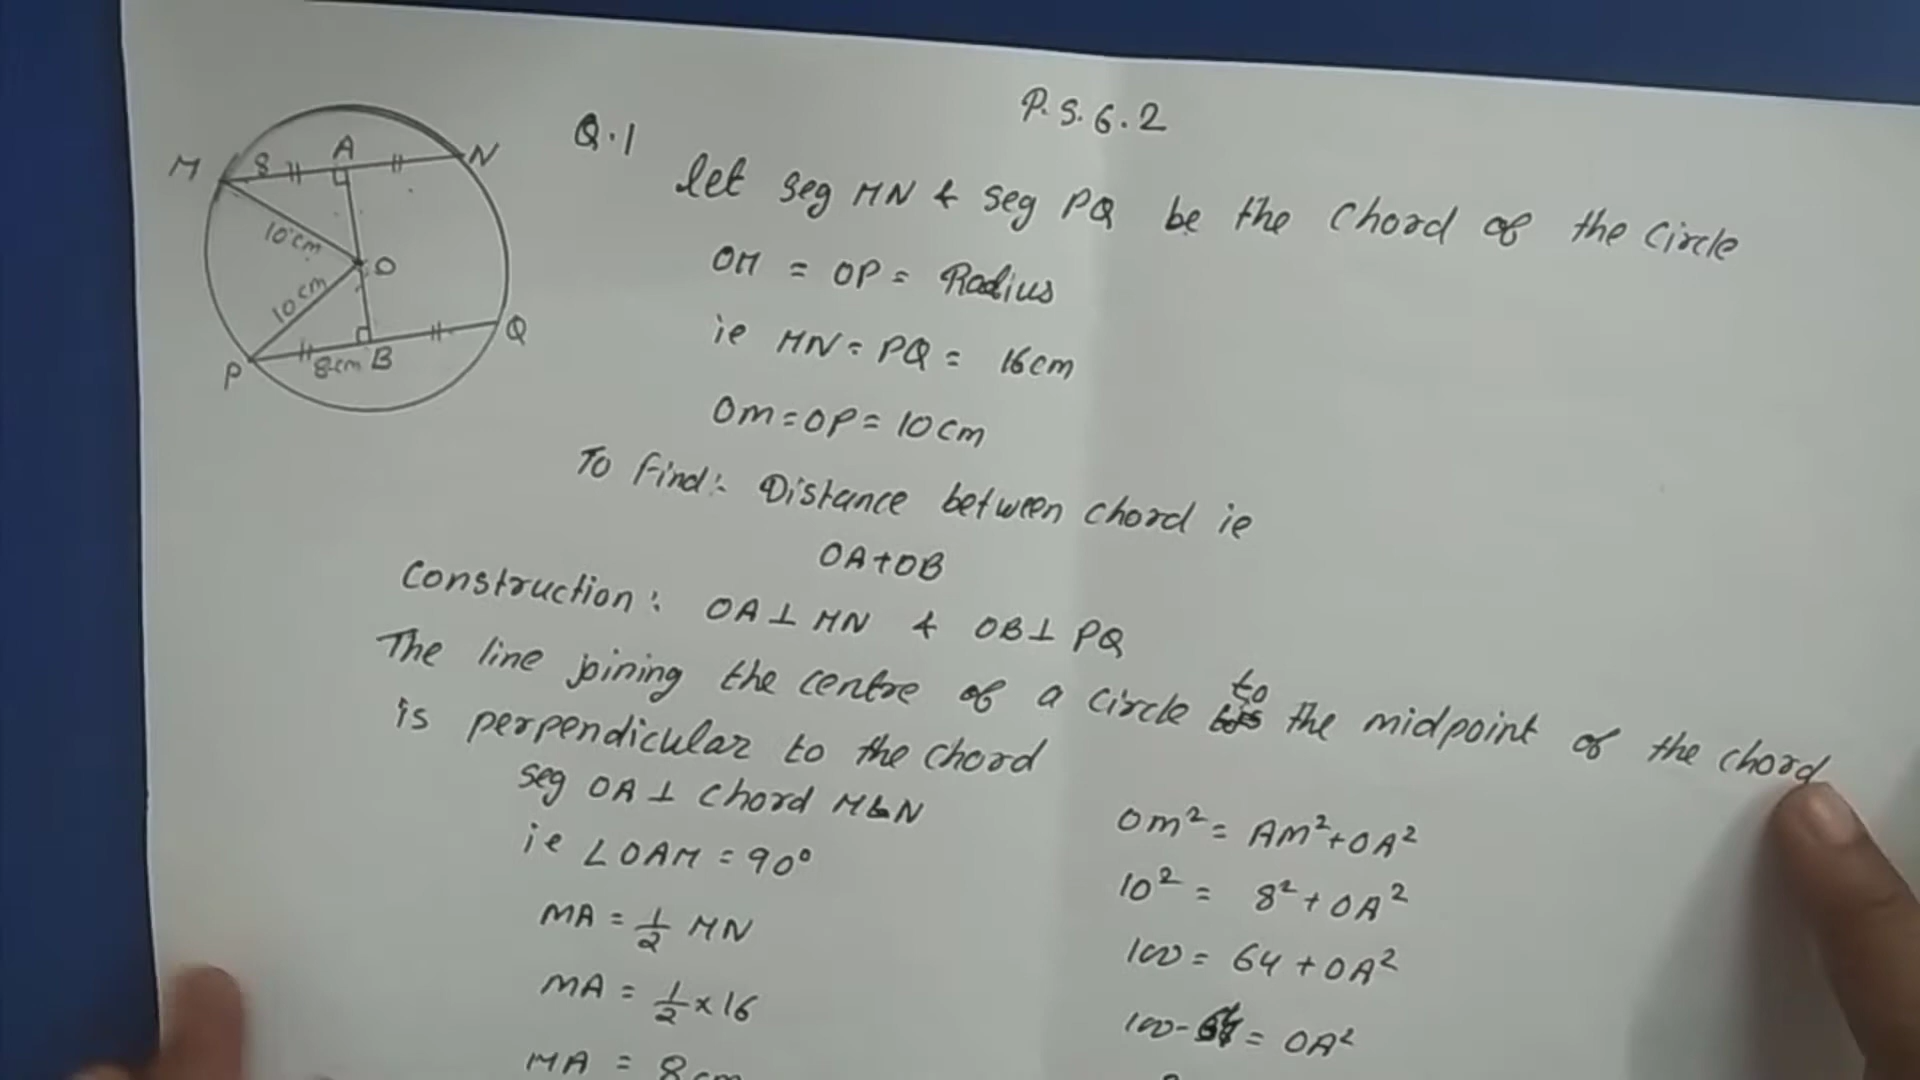 P.S. 6.2
Q.1
let seg MN & seg PQ be the chord of the circle
OM = OP = Radius
ie MN = PQ = 16cm
OM = OP = 10cm
To find:- Distance between chord ie
OA+OB
Construction: OA⊥MN & OB⊥PQ
The line joining the centre of a circle to the midpoint of the chord
is perpendicular to the chord
seg OA⊥ chord MN
ie ∠OAM = 90°
MA = 1/2 MN
MA = 1/2 x 16
MA = 8cm
OM² = AM²+OA²
10² = 8²+OA²
100 = 64+OA²
100-64 = OA²
M
8
A
N
10cm
O
10cm
P
8cm
B
Q